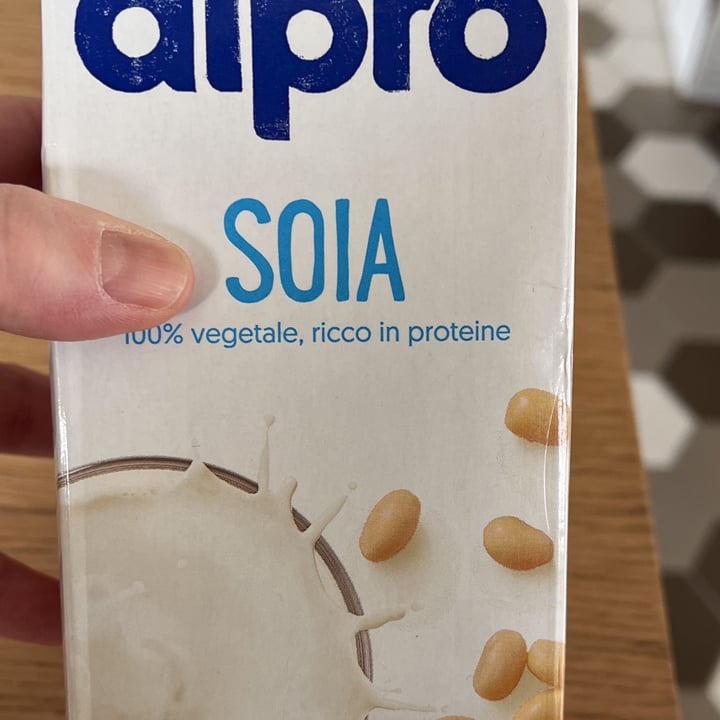 alpro
SOIA
100% vegetale, ricco in proteine